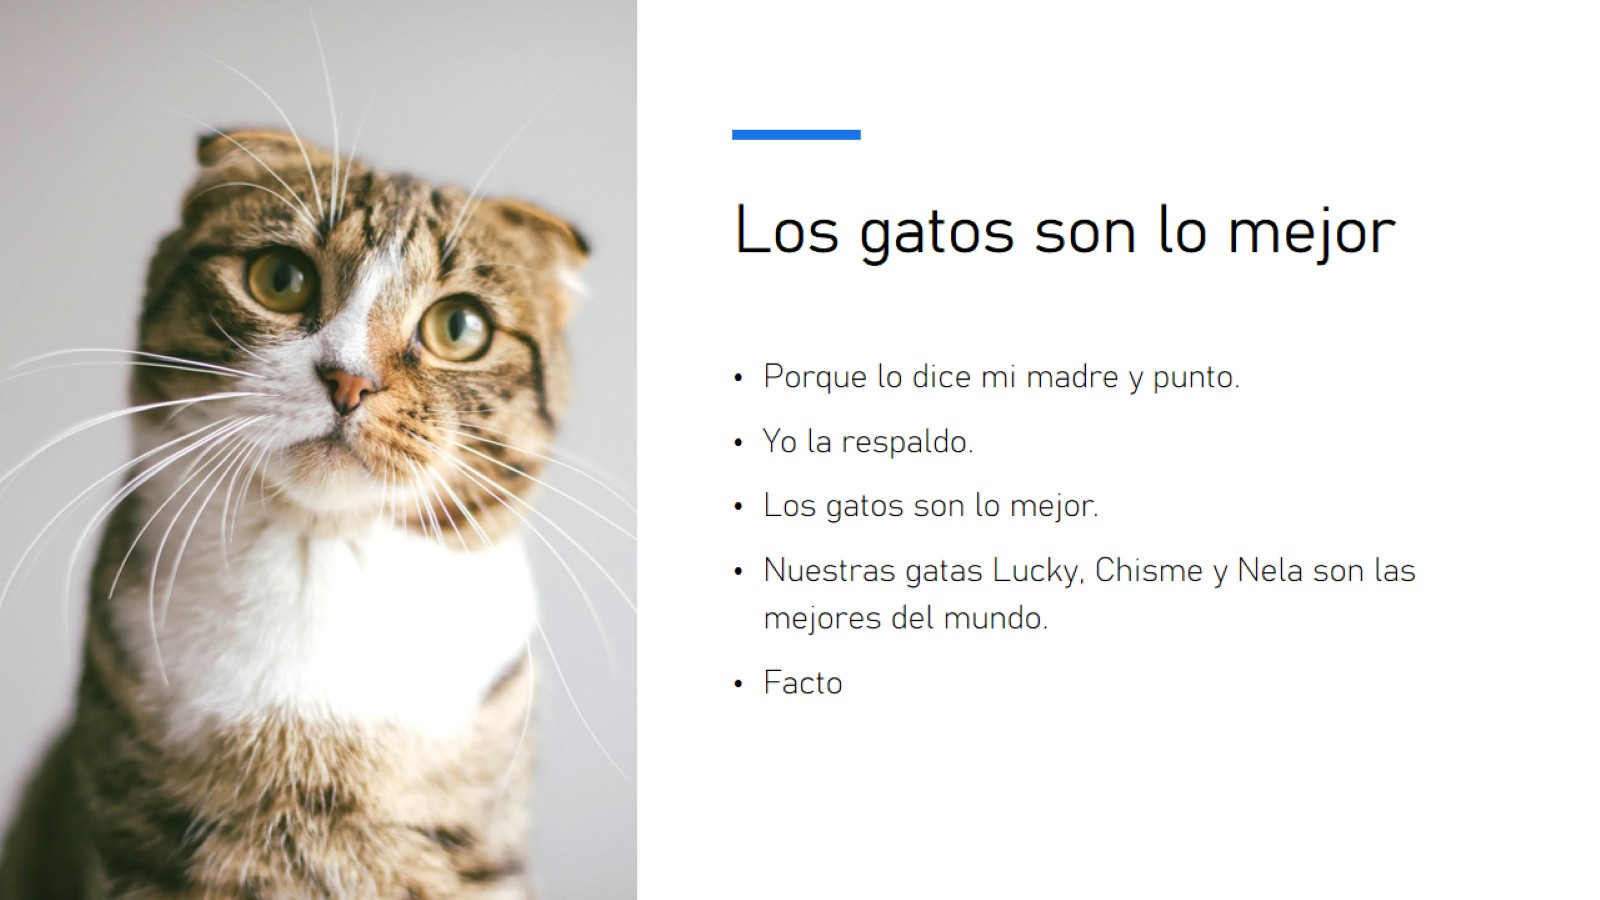 Los gatos son lo mejor
• Porque lo dice mi madre y punto.
• Yo la respaldo.
• Los gatos son lo mejor.
• Nuestras gatas Lucky, Chisme y Nela son las
mejores del mundo.
• Facto